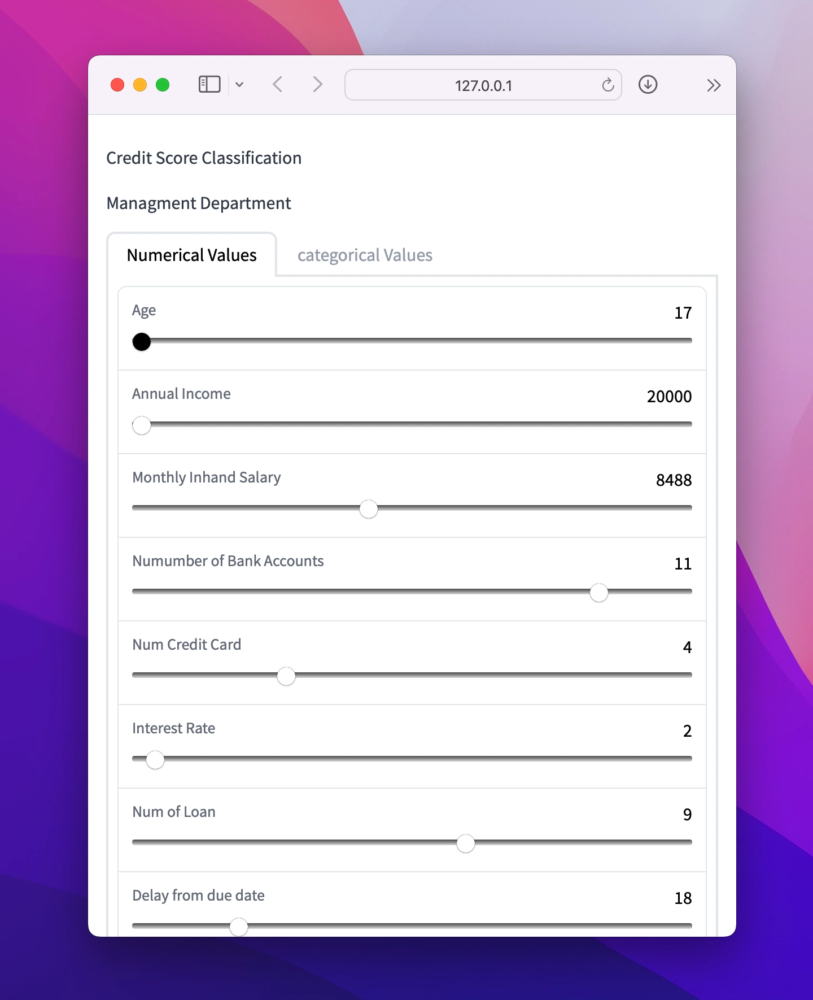 127.0.0.1
Credit Score Classification
Managment Department
Numerical Values categorical Values
Age 17
Annual Income 20000
Monthly Inhand Salary 8488
Numumber of Bank Accounts 11
Num Credit Card 4
Interest Rate 2
Num of Loan 9
Delay from due date 18